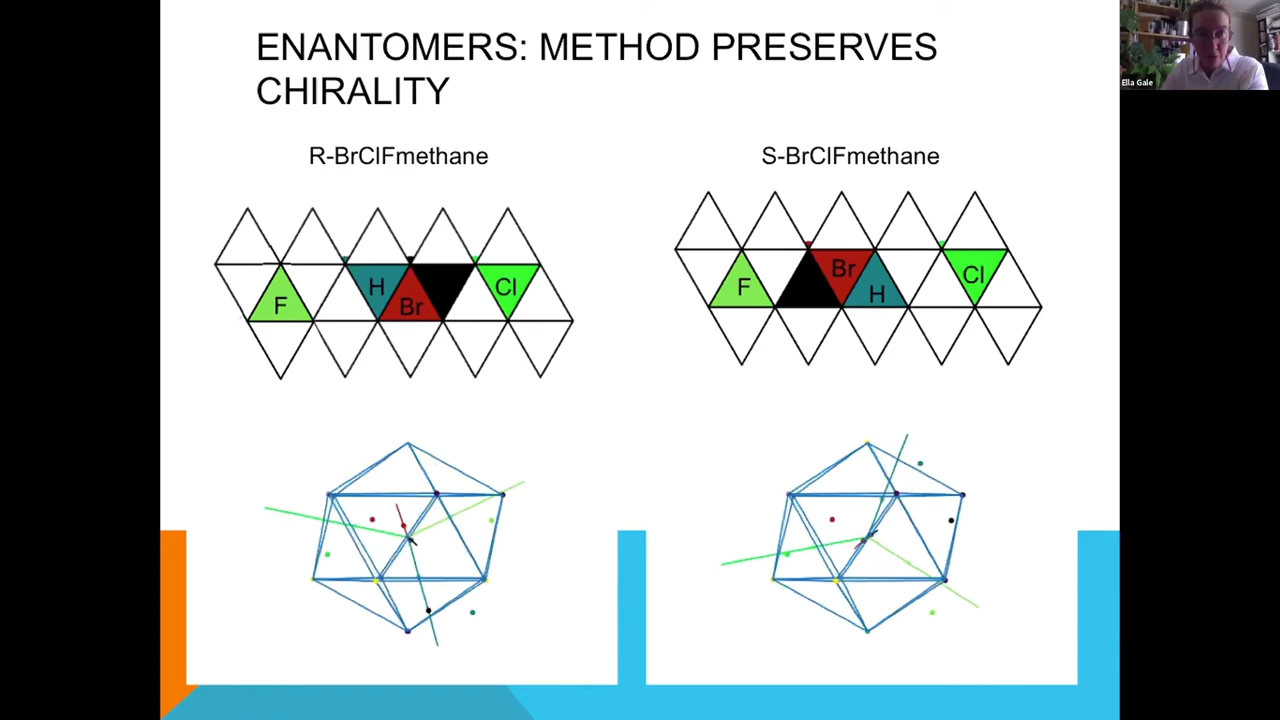 ENANTOMERS: METHOD PRESERVES
CHIRALITY
Ella Gale
R-BrClFmethane
S-BrClFmethane
F
H
Br
Cl
F
Br
H
Cl